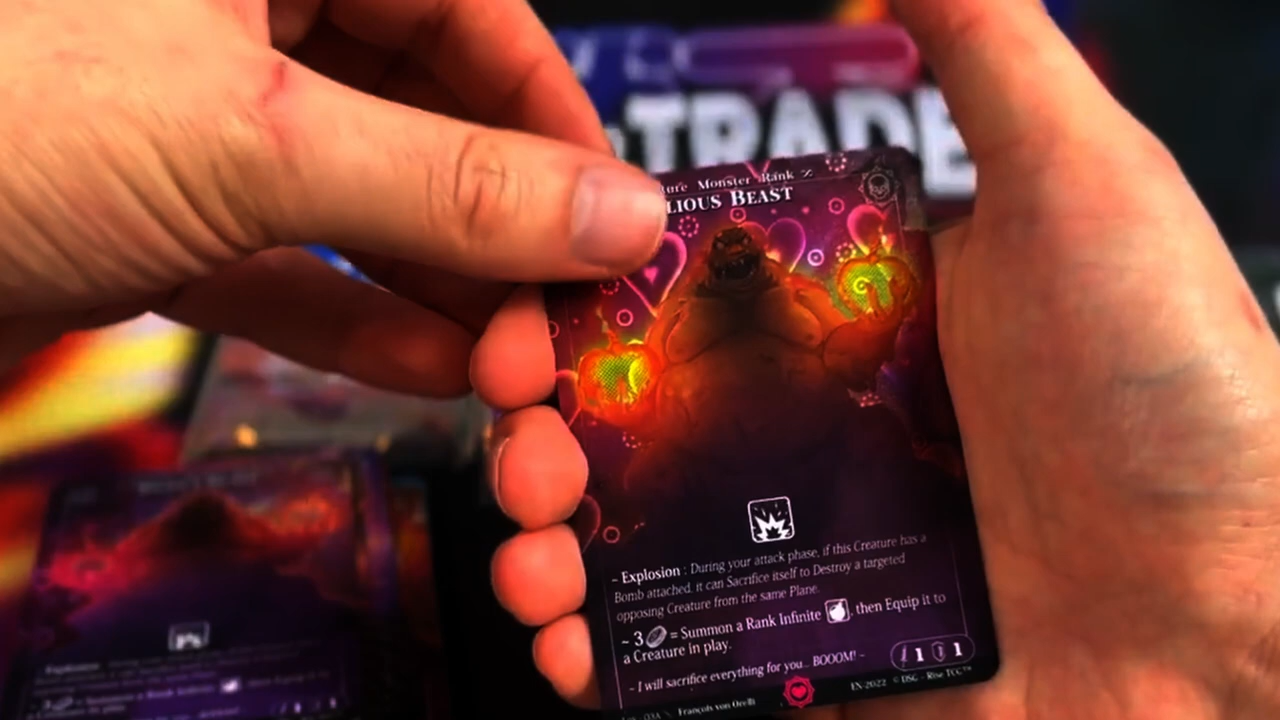 TRADE
ture Monster Rank
LIOUS BEAST
~ Explosion : During your attack phase, if this Creature has a
Bomb attached, it can Sacrifice itself to Destroy a targeted
opposing Creature from the same Plane.
~ 3 = Summon a Rank Infinite , then Equip it to
a Creature in play.
~ I will sacrifice everything for you... BOOOM! ~
1 1
François von Orelli
EN-2022 © DSG - Rise TCG™